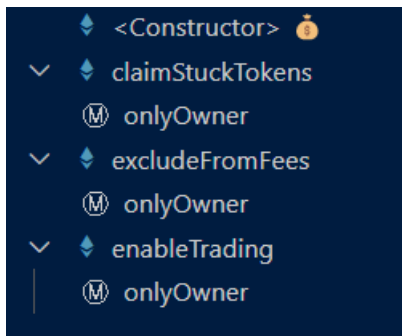 <Constructor> 💰
claimStuckTokens
Ⓜ onlyOwner
excludeFromFees
Ⓜ onlyOwner
enableTrading
Ⓜ onlyOwner